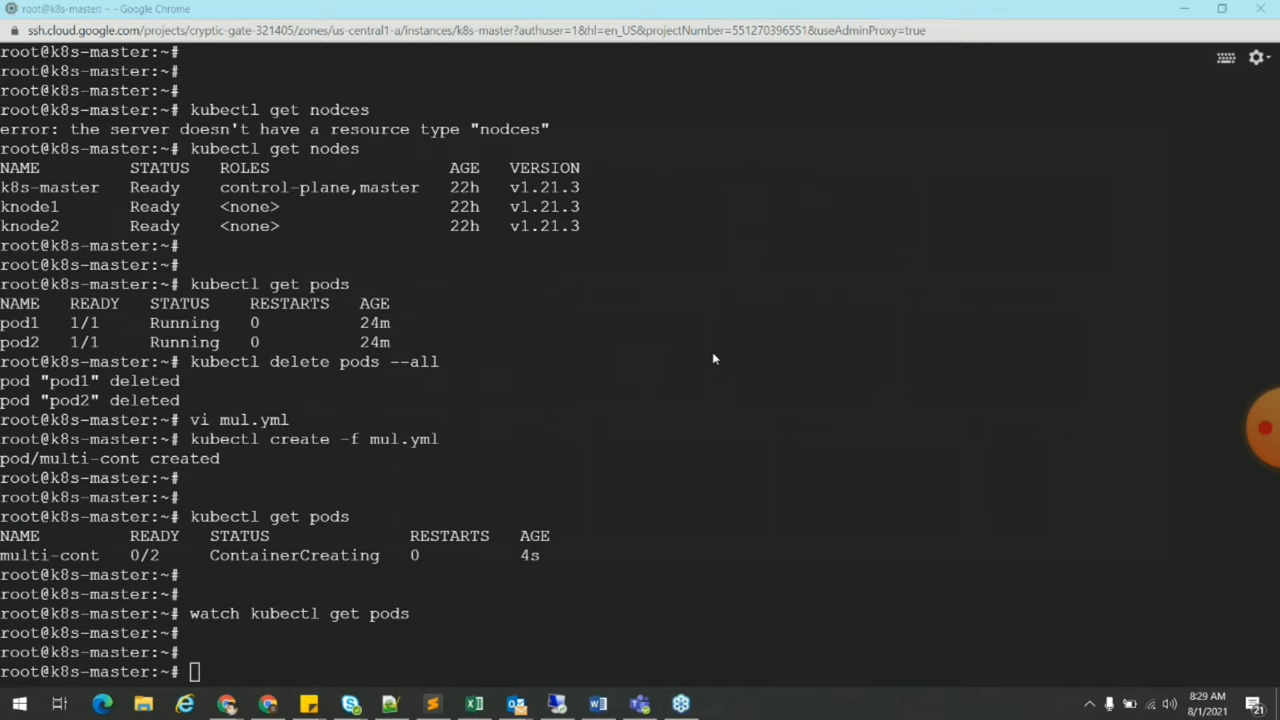 k8s-master: ~ - Google Chrome
ssh.cloud.google.com/projects/cryptic-gate-321405/zones/us-central1-a/instances/k8s-master?authuser=1&hl=en_US&projectNumber=551270396551&useAdminProxy=true
root@k8s-master:~#
root@k8s-master:~#
root@k8s-master:~#
root@k8s-master:~# kubectl get nodces
error: the server doesn't have a resource type "nodces"
root@k8s-master:~# kubectl get nodes
NAME STATUS ROLES AGE VERSION
k8s-master Ready control-plane,master 22h v1.21.3
knode1 Ready <none> 22h v1.21.3
knode2 Ready <none> 22h v1.21.3
root@k8s-master:~#
root@k8s-master:~#
root@k8s-master:~# kubectl get pods
NAME READY STATUS RESTARTS AGE
pod1 1/1 Running 0 24m
pod2 1/1 Running 0 24m
root@k8s-master:~# kubectl delete pods --all
pod "pod1" deleted
pod "pod2" deleted
root@k8s-master:~# vi mul.yml
root@k8s-master:~# kubectl create -f mul.yml
pod/multi-cont created
root@k8s-master:~#
root@k8s-master:~#
root@k8s-master:~# kubectl get pods
NAME READY STATUS RESTARTS AGE
multi-cont 0/2 ContainerCreating 0 4s
root@k8s-master:~#
root@k8s-master:~#
root@k8s-master:~# watch kubectl get pods
root@k8s-master:~#
root@k8s-master:~#
root@k8s-master:~#
8:29 AM
8/1/2021
21